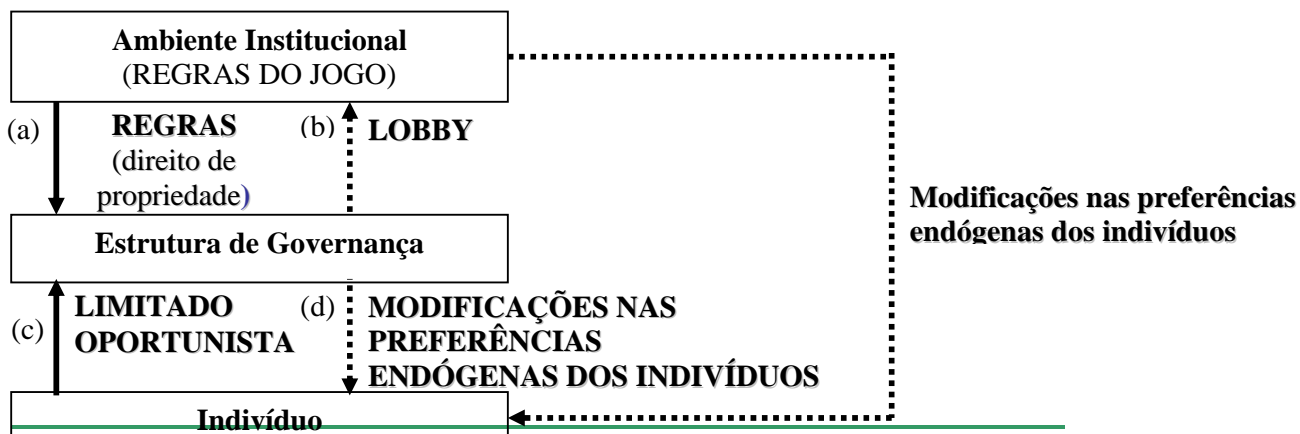 Ambiente Institucional
(REGRAS DO JOGO)
(a)
REGRAS
(direito de
propriedade)
(b)
LOBBY
Modificações nas preferências
endógenas dos indivíduos
Estrutura de Governança
(c)
LIMITADO
OPORTUNISTA
(d)
MODIFICAÇÕES NAS
PREFERÊNCIAS
ENDÓGENAS DOS INDIVÍDUOS
Indivíduo